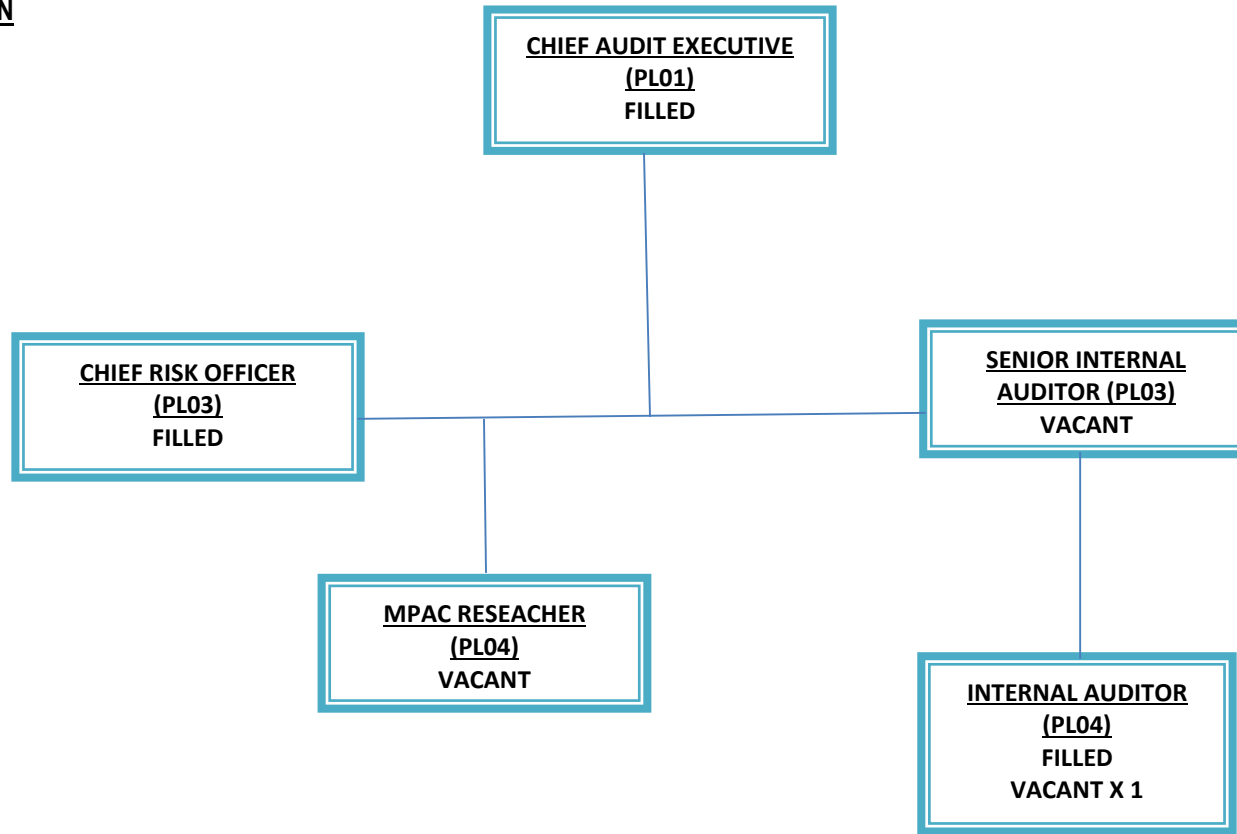 N
CHIEF AUDIT EXECUTIVE
(PL01)
FILLED
CHIEF RISK OFFICER
(PL03)
FILLED
SENIOR INTERNAL
AUDITOR (PL03)
VACANT
MPAC RESEACHER
(PL04)
VACANT
INTERNAL AUDITOR
(PL04)
FILLED
VACANT X 1